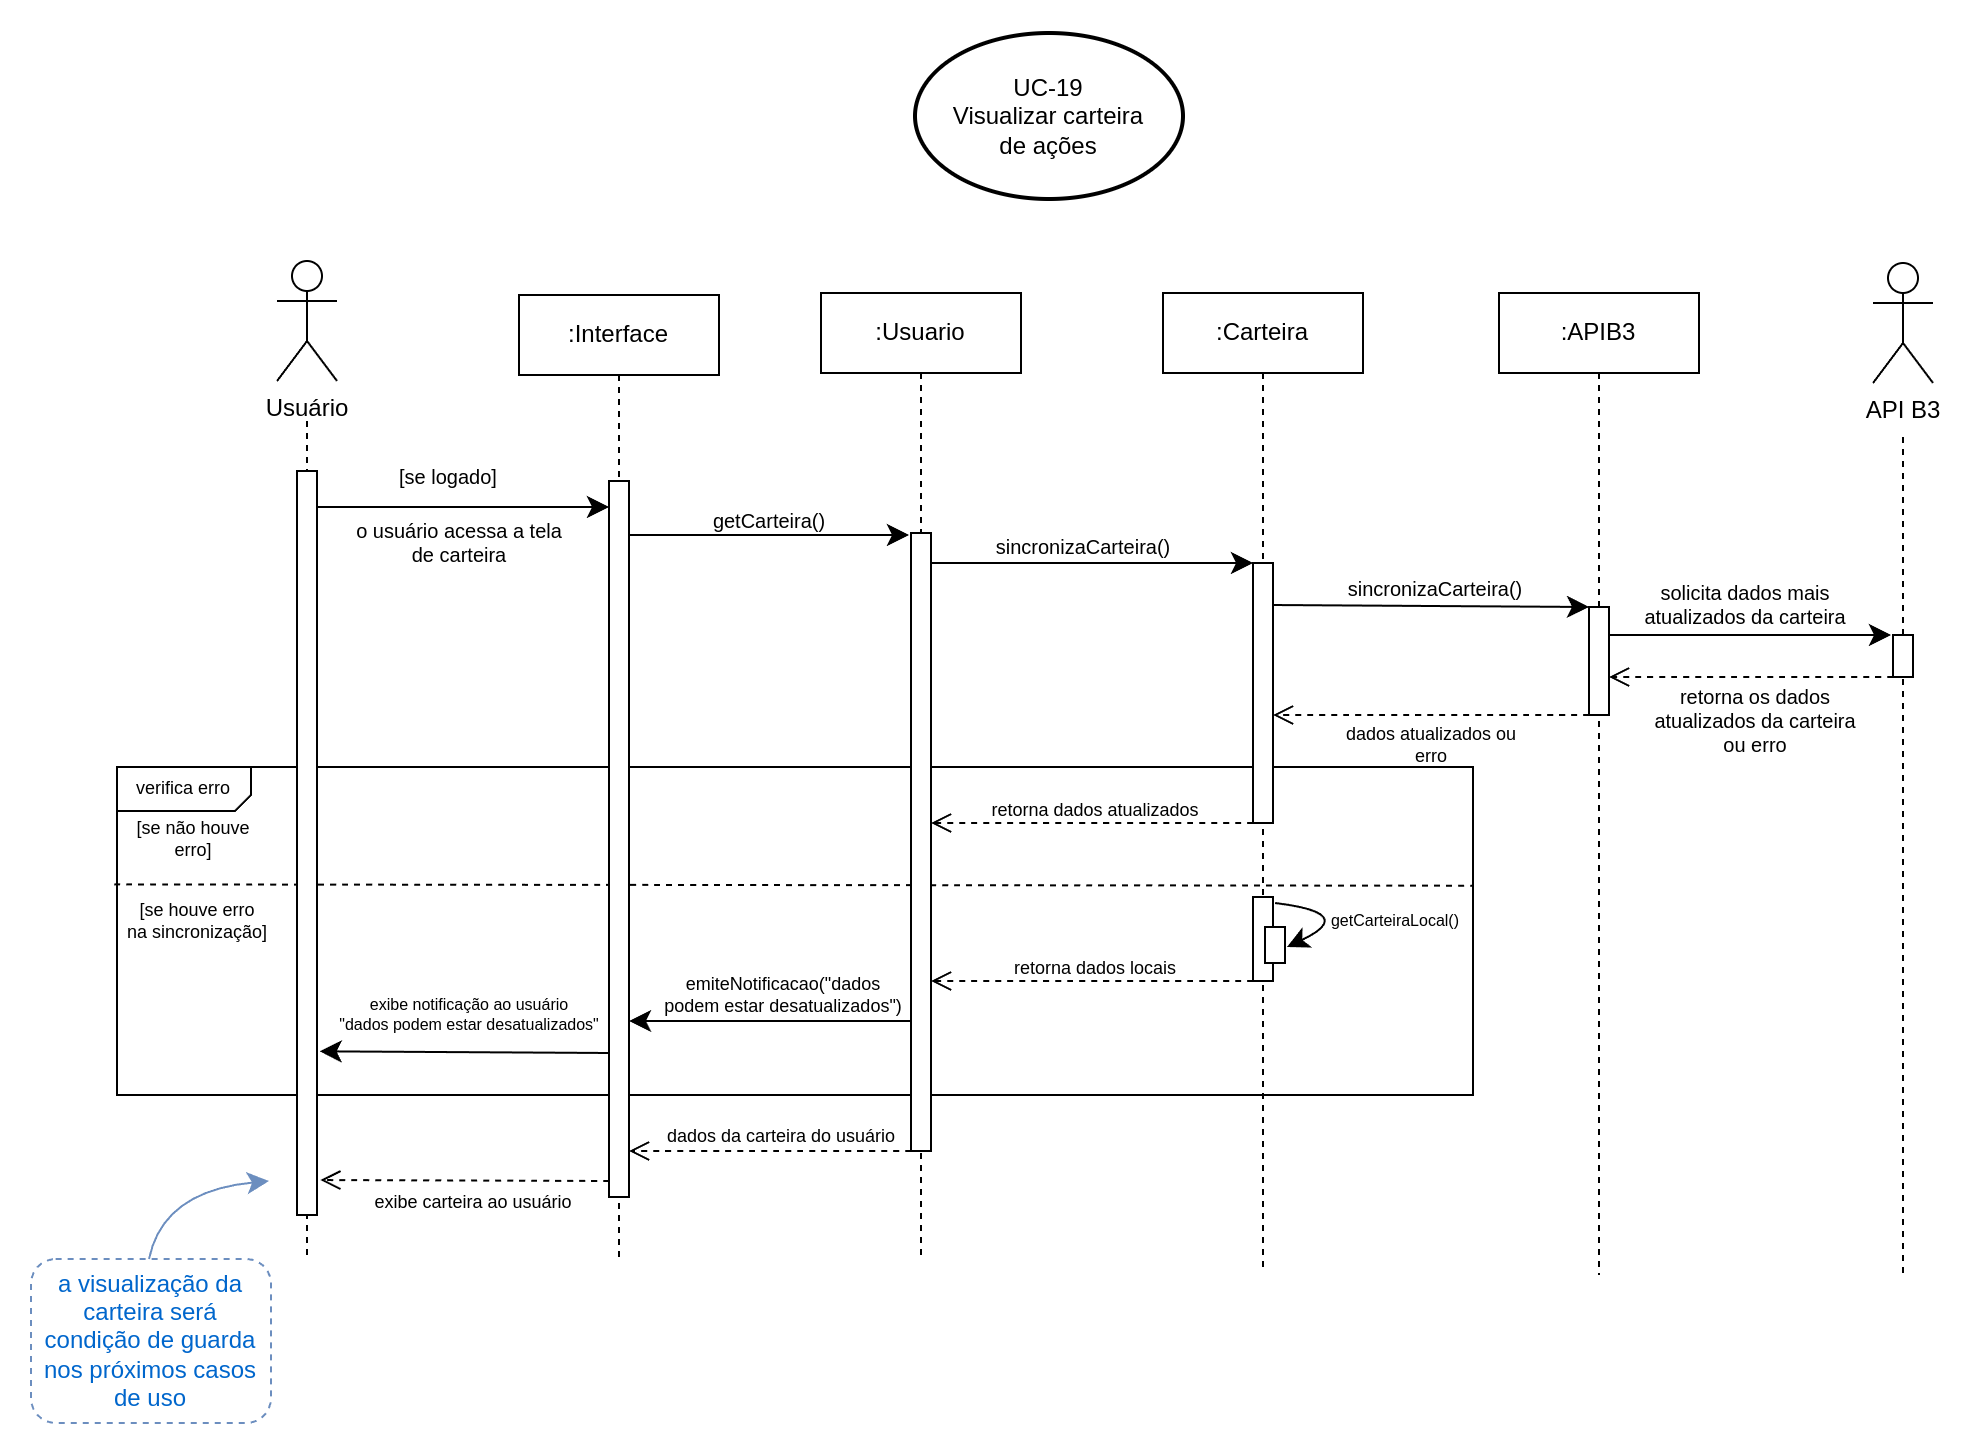 UC-19
Visualizar carteira
de ações
Usuário
:Interface
:Usuario
:Carteira
:APIB3
API B3
[se logado]
o usuário acessa a tela
de carteira
getCarteira()
sincronizaCarteira()
sincronizaCarteira()
solicita dados mais
atualizados da carteira
retorna os dados
atualizados da carteira
ou erro
dados atualizados ou
erro
verifica erro
[se não houve
erro]
retorna dados atualizados
[se houve erro
na sincronização]
getCarteiraLocal()
retorna dados locais
emiteNotificacao("dados
podem estar desatualizados")
exibe notificação ao usuário
"dados podem estar desatualizados"
dados da carteira do usuário
exibe carteira ao usuário
a visualização da
carteira será
condição de guarda
nos próximos casos
de uso